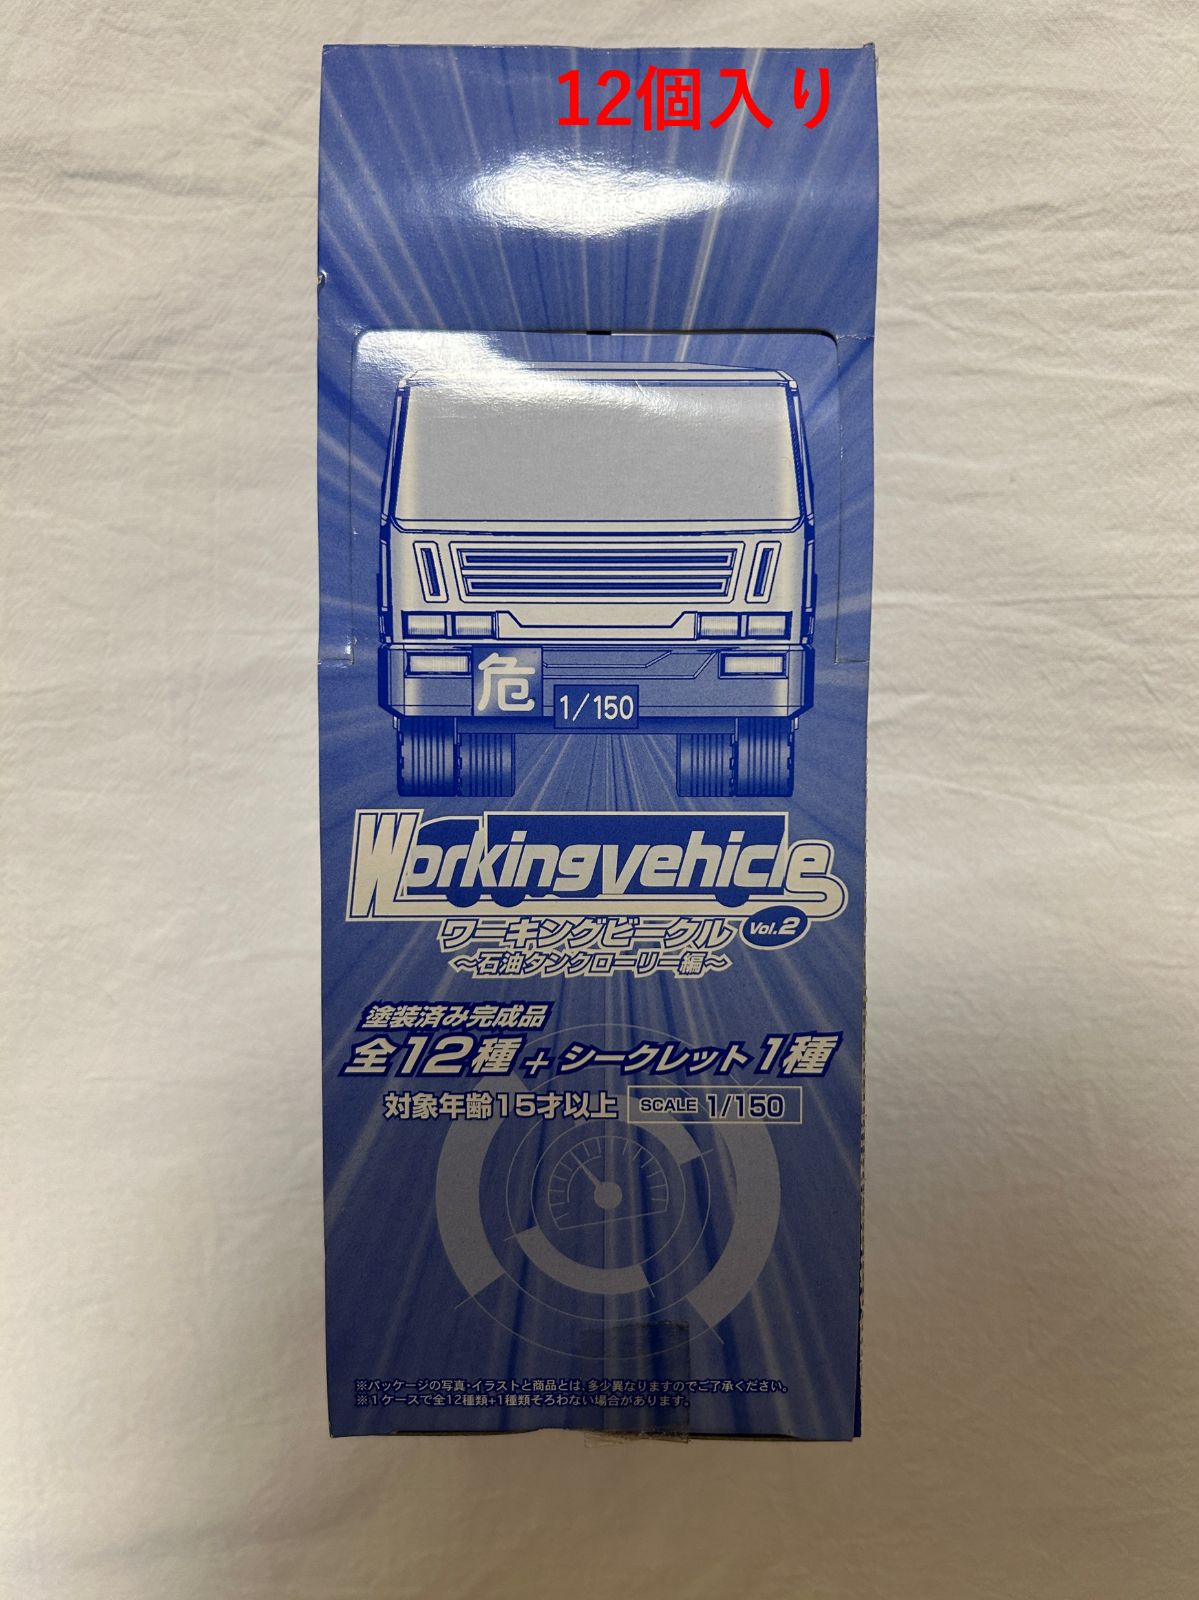 12個入り
危
1/150
Workingvehicle
ワーキングビークル Vol.2
〜石油タンクローリー編〜
塗装済み完成品
全12種+シークレット1種
対象年齢15才以上 SCALE 1/150
※パッケージの写真・イラストと商品とは、多少異なりますのでご了承ください。
※1ケースで全12種類+1種類そろわない場合があります。